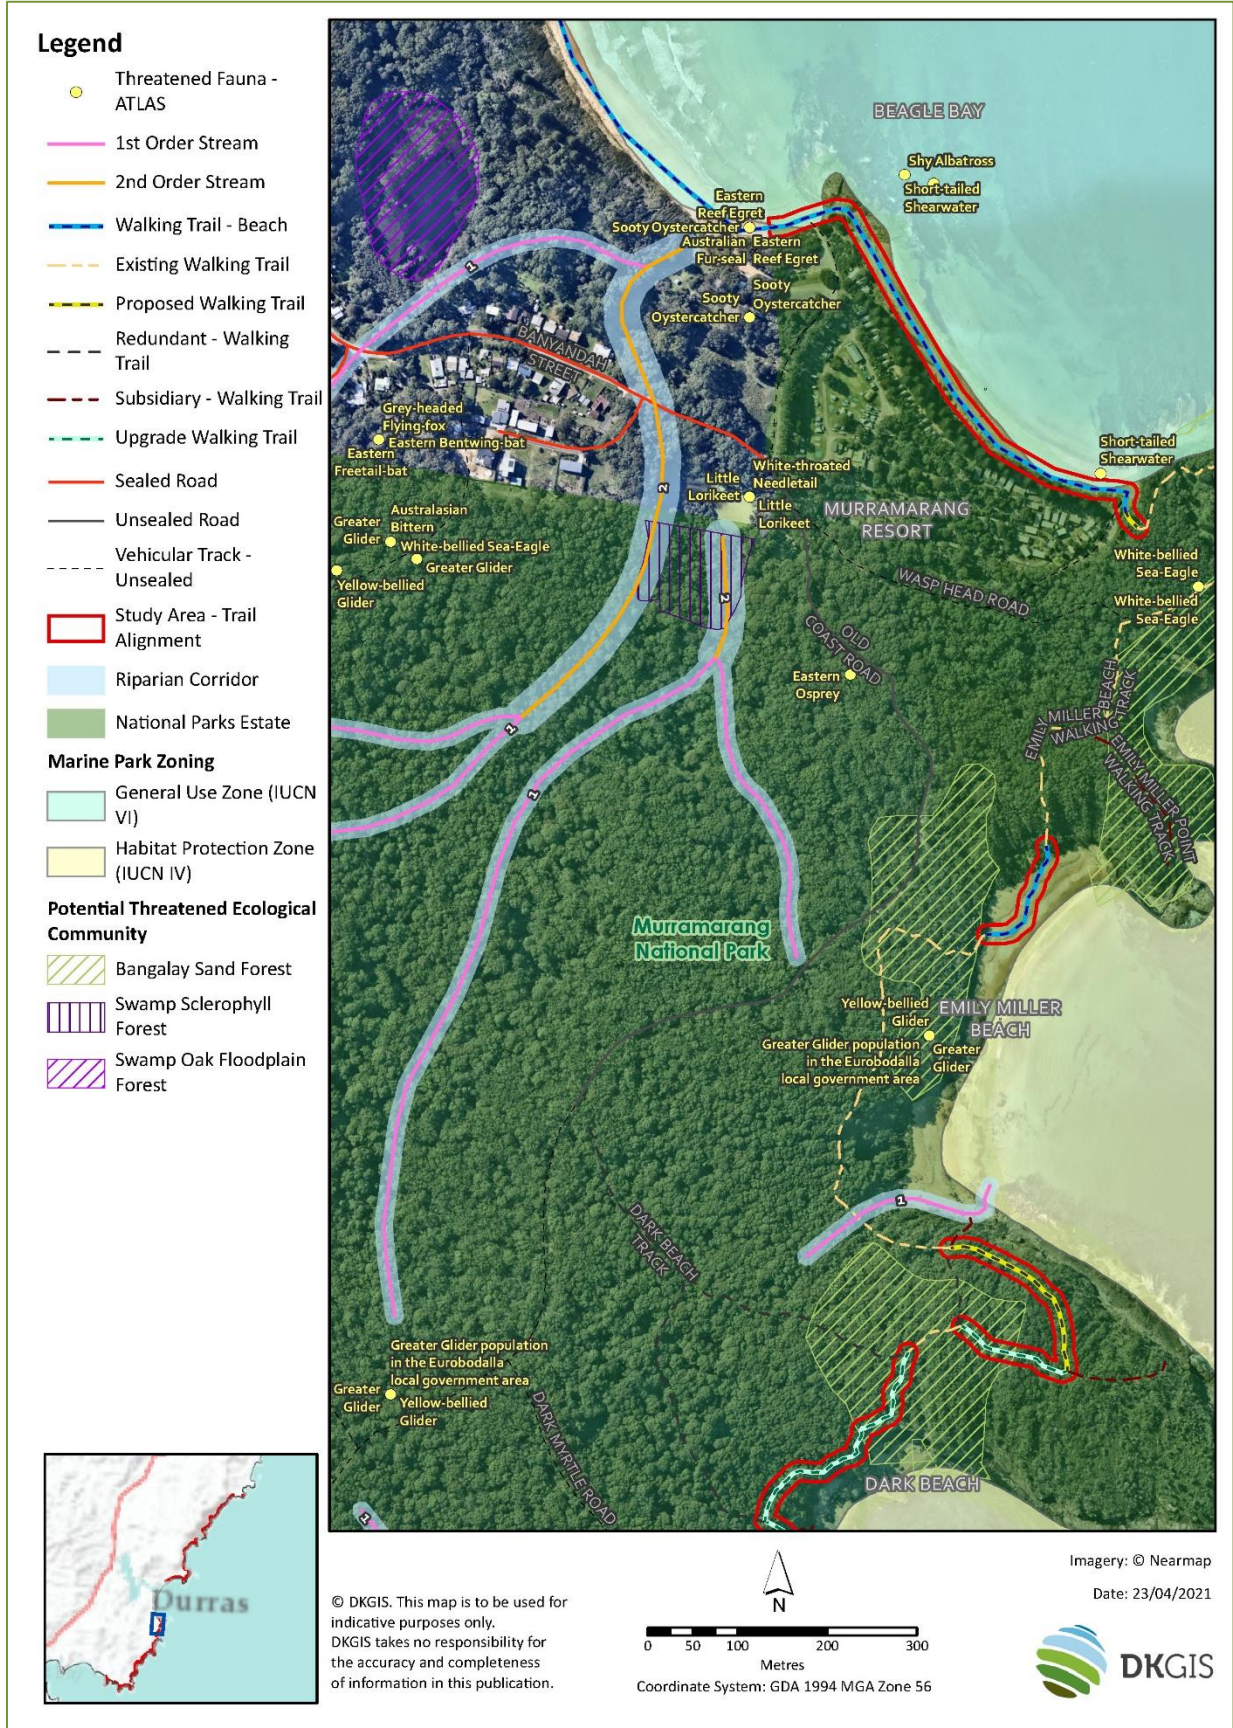 Legend
Threatened Fauna -
ATLAS
1st Order Stream
2nd Order Stream
Walking Trail - Beach
Existing Walking Trail
Proposed Walking Trail
Redundant - Walking
Trail
Subsidiary - Walking Trail
Upgrade Walking Trail
Sealed Road
Unsealed Road
Vehicular Track -
Unsealed
Study Area - Trail
Alignment
Riparian Corridor
National Parks Estate
Marine Park Zoning
General Use Zone (IUCN
VI)
Habitat Protection Zone
(IUCN IV)
Potential Threatened Ecological
Community
Bangalay Sand Forest
Swamp Sclerophyll
Forest
Swamp Oak Floodplain
Forest
BEAGLE BAY
Shy Albatross
Short-tailed
Shearwater
Eastern
Reef Egret
Sooty Oystercatcher
Australian
Fur-seal
Eastern
Reef Egret
1
Sooty
Oystercatcher
Sooty
Oystercatcher
BANYANDAH
STREET
Grey-headed
Flying-fox
Eastern Bentwing-bat
Eastern
Freetail-bat
Short-tailed
Shearwater
White-throated
Needletail
Little
Lorikeet
Little
Lorikeet
2
MURRAMARANG
RESORT
Australasian
Bittern
Greater
Glider
White-bellied Sea-Eagle
Greater Glider
Yellow-bellied
Glider
White-bellied
Sea-Eagle
White-bellied
Sea-Eagle
WASP HEAD ROAD
2
OLD
COAST ROAD
Eastern
Osprey
EMILY MILLER BEACH
WALKING TRACK
EMILY MILLER POINT
WALKING TRACK
1
1
Murramarang
National Park
Yellow-bellied
Glider
EMILY MILLER
BEACH
Greater Glider population
in the Eurobodalla
local government area
Greater
Glider
1
DARK BEACH
TRACK
Greater Glider population
in the Eurobodalla
local government area
Greater
Glider
Yellow-bellied
Glider
DARK MYRTLE ROAD
DARK BEACH
1
Durras
© DKGIS. This map is to be used for
indicative purposes only.
DKGIS takes no responsibility for
the accuracy and completeness
of information in this publication.
N
0 50 100 200 300
Metres
Coordinate System: GDA 1994 MGA Zone 56
Imagery: © Nearmap
Date: 23/04/2021
DKGIS